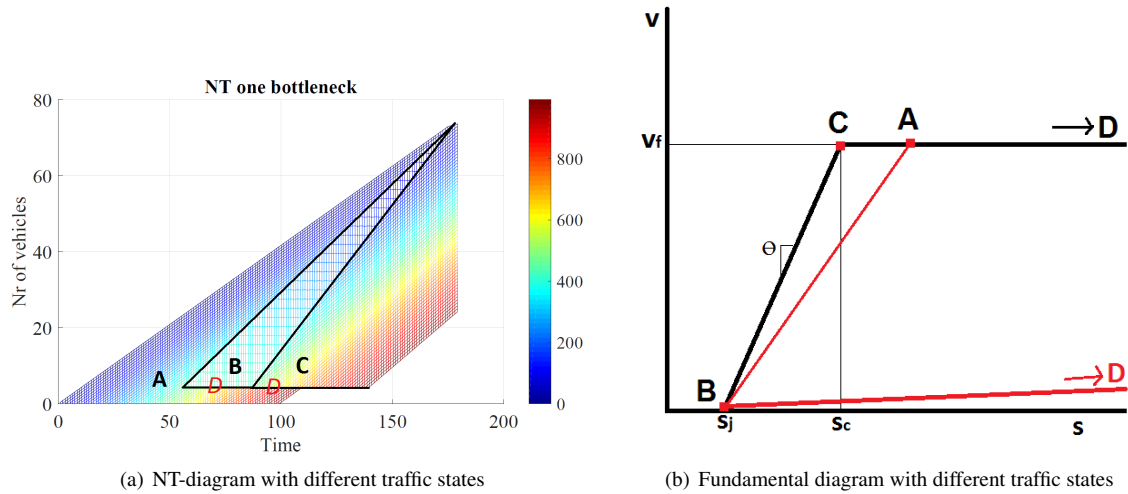 NT one bottleneck
80
60
40
20
0
Nr of vehicles
0 50 100 150 200
Time
800
600
400
200
0
A B C
D D
(a) NT-diagram with different traffic states
v
C A →D
vf
Θ
B →D
sj sc s
(b) Fundamental diagram with different traffic states